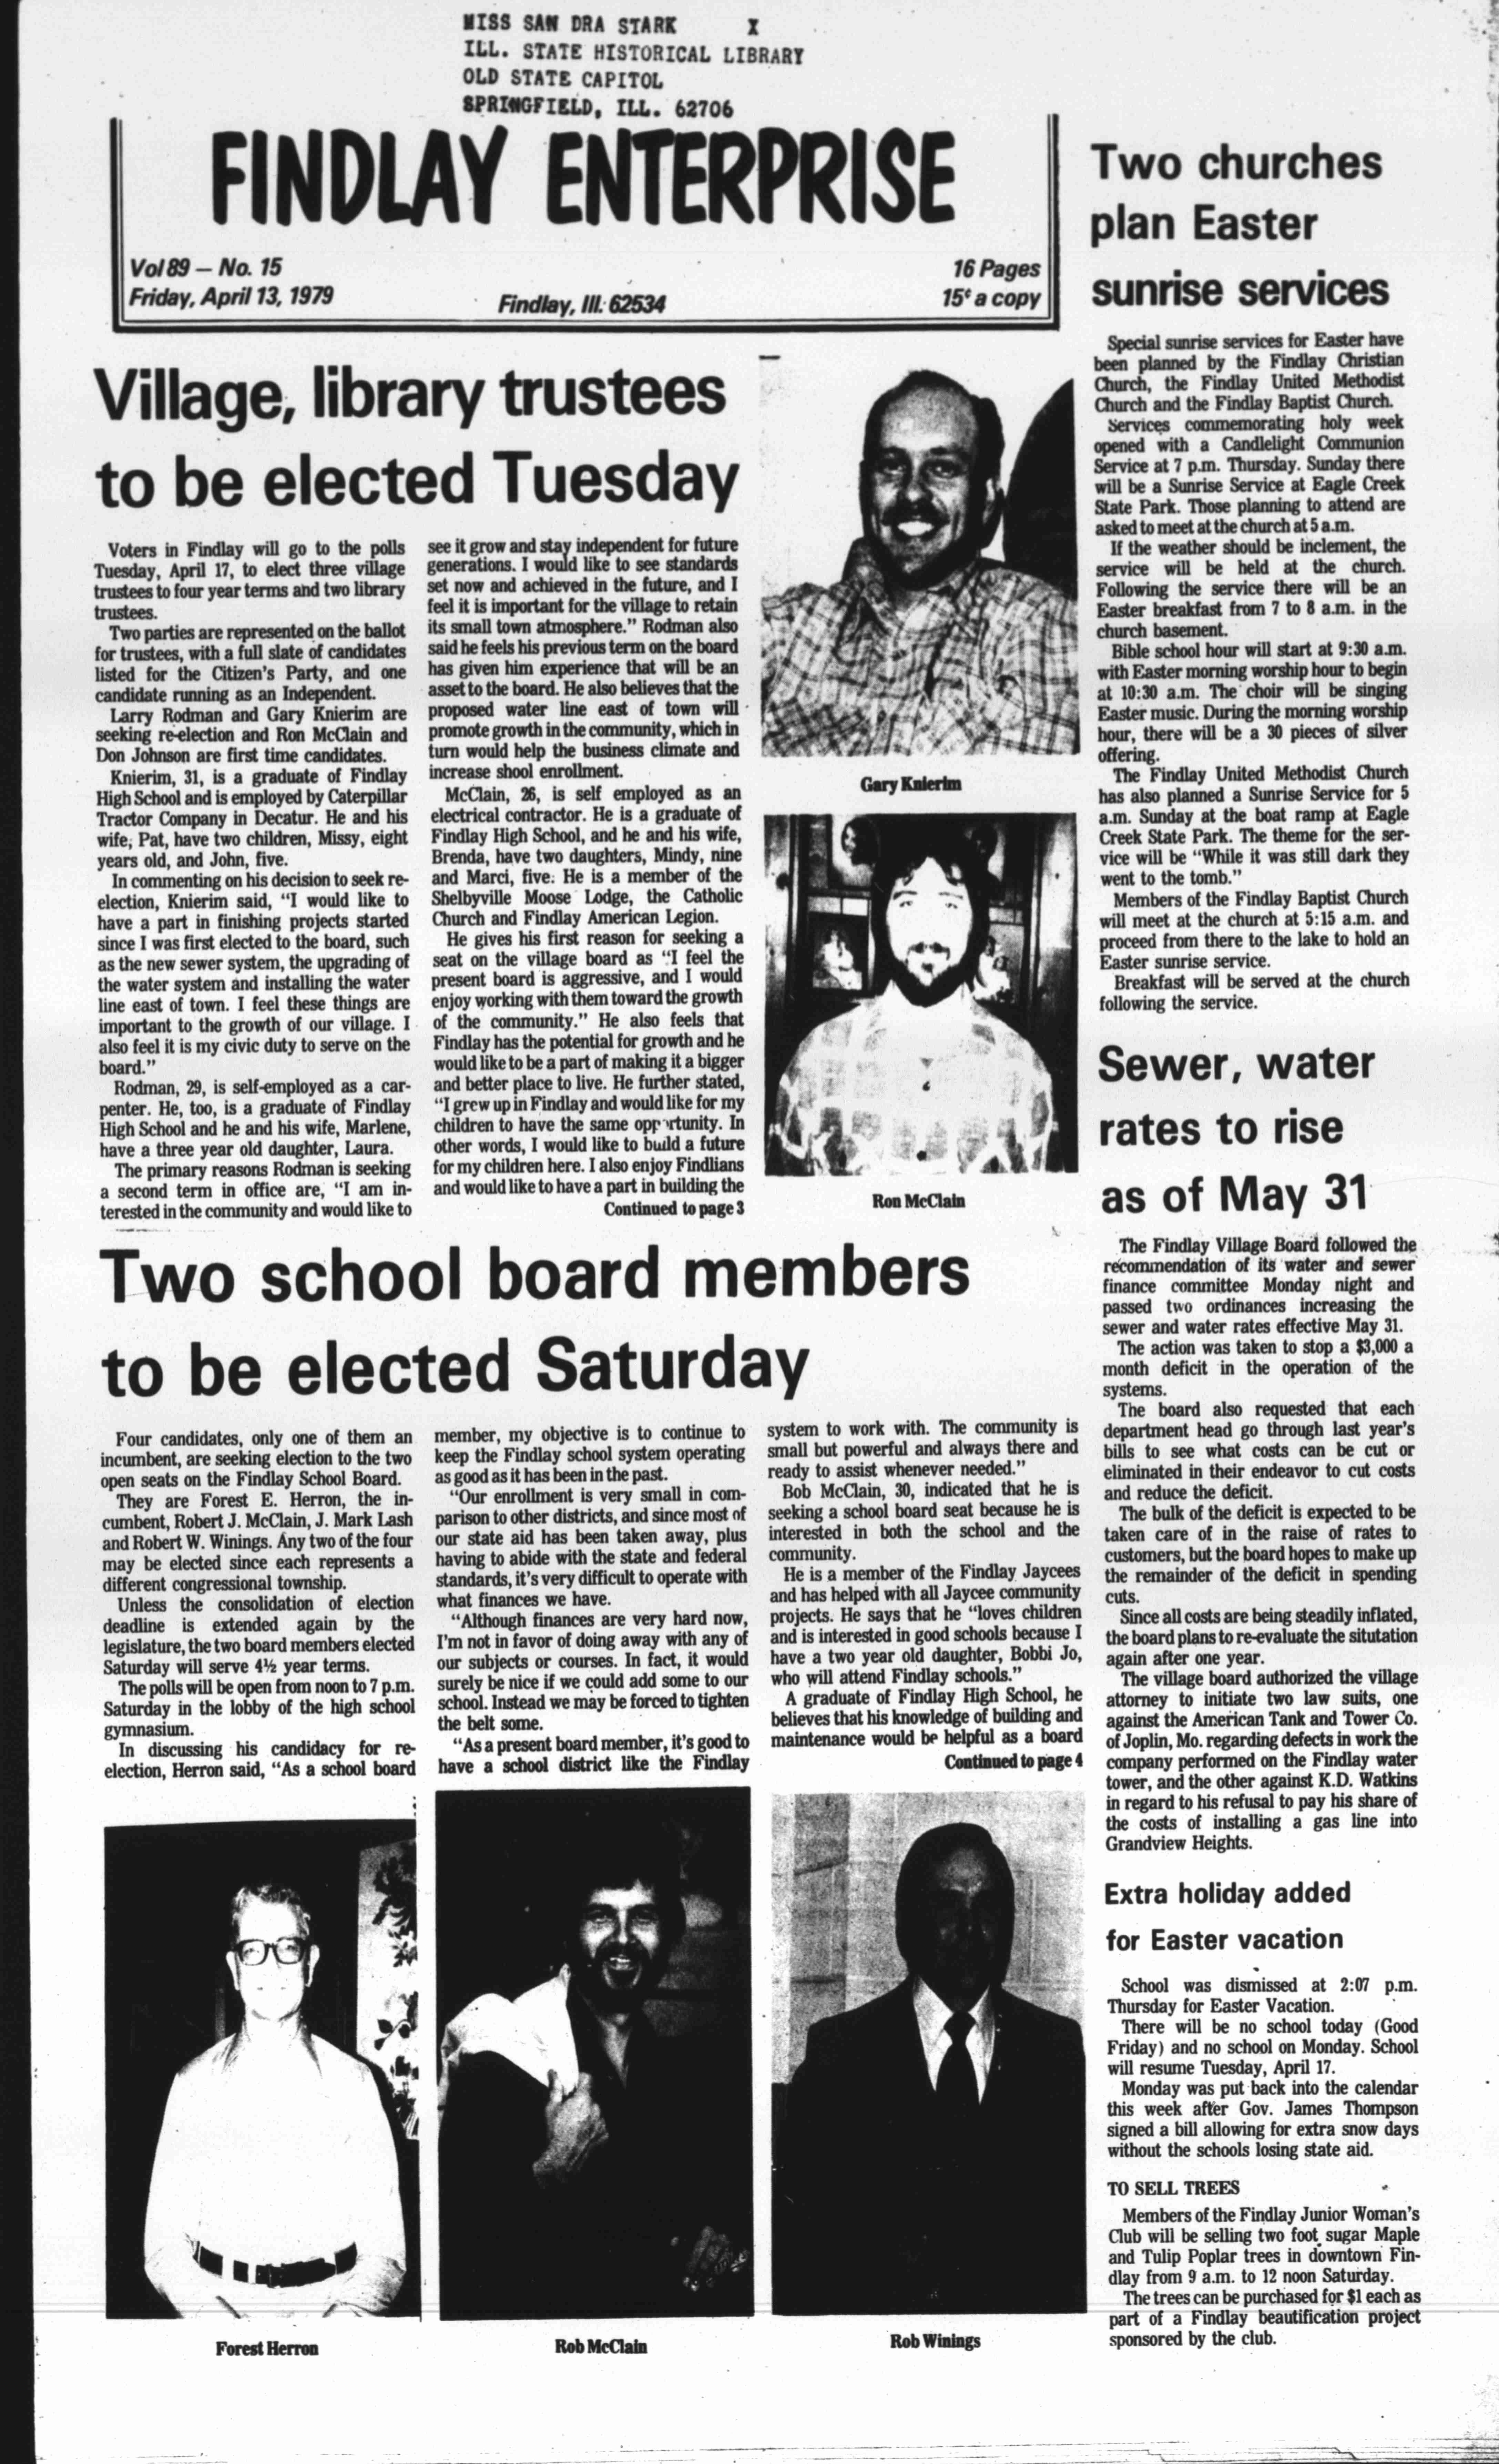 MISS SAN DRA STARK X
ILL. STATE HISTORICAL LIBRARY
OLD STATE CAPITOL
SPRINGFIELD, ILL. 62706
FINDLAY ENTERPRISE
Vol 89 — No. 15
Friday, April 13, 1979
Findlay, Ill. 62534
16 Pages
15¢ a copy
Village, library trustees
to be elected Tuesday
Voters in Findlay will go to the polls
Tuesday, April 17, to elect three village
trustees to four year terms and two library
trustees.
Two parties are represented on the ballot
for trustees, with a full slate of candidates
listed for the Citizen's Party, and one
candidate running as an Independent.
Larry Rodman and Gary Knierim are
seeking re-election and Ron McClain and
Don Johnson are first time candidates.
Knierim, 31, is a graduate of Findlay
High School and is employed by Caterpillar
Tractor Company in Decatur. He and his
wife, Pat, have two children, Missy, eight
years old, and John, five.
In commenting on his decision to seek re-
election, Knierim said, "I would like to
have a part in finishing projects started
since I was first elected to the board, such
as the new sewer system, the upgrading of
the water system and installing the water
line east of town. I feel these things are
important to the growth of our village. I
also feel it is my civic duty to serve on the
board."
Rodman, 29, is self-employed as a car-
penter. He, too, is a graduate of Findlay
High School and he and his wife, Marlene,
have a three year old daughter, Laura.
The primary reasons Rodman is seeking
a second term in office are, "I am in-
terested in the community and would like to
see it grow and stay independent for future
generations. I would like to see standards
set now and achieved in the future, and I
feel it is important for the village to retain
its small town atmosphere." Rodman also
said he feels his previous term on the board
has given him experience that will be an
asset to the board. He also believes that the
proposed water line east of town will
promote growth in the community, which in
turn would help the business climate and
increase shool enrollment.
McClain, 26, is self employed as an
electrical contractor. He is a graduate of
Findlay High School, and he and his wife,
Brenda, have two daughters, Mindy, nine
and Marci, five. He is a member of the
Shelbyville Moose Lodge, the Catholic
Church and Findlay American Legion.
He gives his first reason for seeking a
seat on the village board as "I feel the
present board is aggressive, and I would
enjoy working with them toward the growth
of the community." He also feels that
Findlay has the potential for growth and he
would like to be a part of making it a bigger
and better place to live. He further stated,
"I grew up in Findlay and would like for my
children to have the same opportunity. In
other words, I would like to build a future
for my children here. I also enjoy Findlians
and would like to have a part in building the
Continued to page 3
Gary Knierim
Ron McClain
Two school board members
to be elected Saturday
Four candidates, only one of them an
incumbent, are seeking election to the two
open seats on the Findlay School Board.
They are Forest E. Herron, the in-
cumbent, Robert J. McClain, J. Mark Lash
and Robert W. Winings. Any two of the four
may be elected since each represents a
different congressional township.
Unless the consolidation of election
deadline is extended again by the
legislature, the two board members elected
Saturday will serve 4½ year terms.
The polls will be open from noon to 7 p.m.
Saturday in the lobby of the high school
gymnasium.
In discussing his candidacy for re-
election, Herron said, "As a school board
member, my objective is to continue to
keep the Findlay school system operating
as good as it has been in the past.
"Our enrollment is very small in com-
parison to other districts, and since most of
our state aid has been taken away, plus
having to abide with the state and federal
standards, it's very difficult to operate with
what finances we have.
"Although finances are very hard now,
I'm not in favor of doing away with any of
our subjects or courses. In fact, it would
surely be nice if we could add some to our
school. Instead we may be forced to tighten
the belt some.
"As a present board member, it's good to
have a school district like the Findlay
system to work with. The community is
small but powerful and always there and
ready to assist whenever needed."
Bob McClain, 30, indicated that he is
seeking a school board seat because he is
interested in both the school and the
community.
He is a member of the Findlay Jaycees
and has helped with all Jaycee community
projects. He says that he "loves children
and is interested in good schools because I
have a two year old daughter, Bobbi Jo,
who will attend Findlay schools."
A graduate of Findlay High School, he
believes that his knowledge of building and
maintenance would be helpful as a board
Continued to page 4
Forest Herron
Rob McClain
Rob Winings
Two churches
plan Easter
sunrise services
Special sunrise services for Easter have
been planned by the Findlay Christian
Church, the Findlay United Methodist
Church and the Findlay Baptist Church.
Services commemorating holy week
opened with a Candlelight Communion
Service at 7 p.m. Thursday. Sunday there
will be a Sunrise Service at Eagle Creek
State Park. Those planning to attend are
asked to meet at the church at 5 a.m.
If the weather should be inclement, the
service will be held at the church.
Following the service there will be an
Easter breakfast from 7 to 8 a.m. in the
church basement.
Bible school hour will start at 9:30 a.m.
with Easter morning worship hour to begin
at 10:30 a.m. The choir will be singing
Easter music. During the morning worship
hour, there will be a 30 pieces of silver
offering.
The Findlay United Methodist Church
has also planned a Sunrise Service for 5
a.m. Sunday at the boat ramp at Eagle
Creek State Park. The theme for the ser-
vice will be "While it was still dark they
went to the tomb."
Members of the Findlay Baptist Church
will meet at the church at 5:15 a.m. and
proceed from there to the lake to hold an
Easter sunrise service.
Breakfast will be served at the church
following the service.
Sewer, water
rates to rise
as of May 31
The Findlay Village Board followed the
recommendation of its water and sewer
finance committee Monday night and
passed two ordinances increasing the
sewer and water rates effective May 31.
The action was taken to stop a $3,000 a
month deficit in the operation of the
systems.
The board also requested that each
department head go through last year's
bills to see what costs can be cut or
eliminated in their endeavor to cut costs
and reduce the deficit.
The bulk of the deficit is expected to be
taken care of in the raise of rates to
customers, but the board hopes to make up
the remainder of the deficit in spending
cuts.
Since all costs are being steadily inflated,
the board plans to re-evaluate the situtation
again after one year.
The village board authorized the village
attorney to initiate two law suits, one
against the American Tank and Tower Co.
of Joplin, Mo. regarding defects in work the
company performed on the Findlay water
tower, and the other against K.D. Watkins
in regard to his refusal to pay his share of
the costs of installing a gas line into
Grandview Heights.
Extra holiday added
for Easter vacation
School was dismissed at 2:07 p.m.
Thursday for Easter Vacation.
There will be no school today (Good
Friday) and no school on Monday. School
will resume Tuesday, April 17.
Monday was put back into the calendar
this week after Gov. James Thompson
signed a bill allowing for extra snow days
without the schools losing state aid.
TO SELL TREES
Members of the Findlay Junior Woman's
Club will be selling two foot sugar Maple
and Tulip Poplar trees in downtown Fin-
dlay from 9 a.m. to 12 noon Saturday.
The trees can be purchased for $1 each as
part of a Findlay beautification project
sponsored by the club.